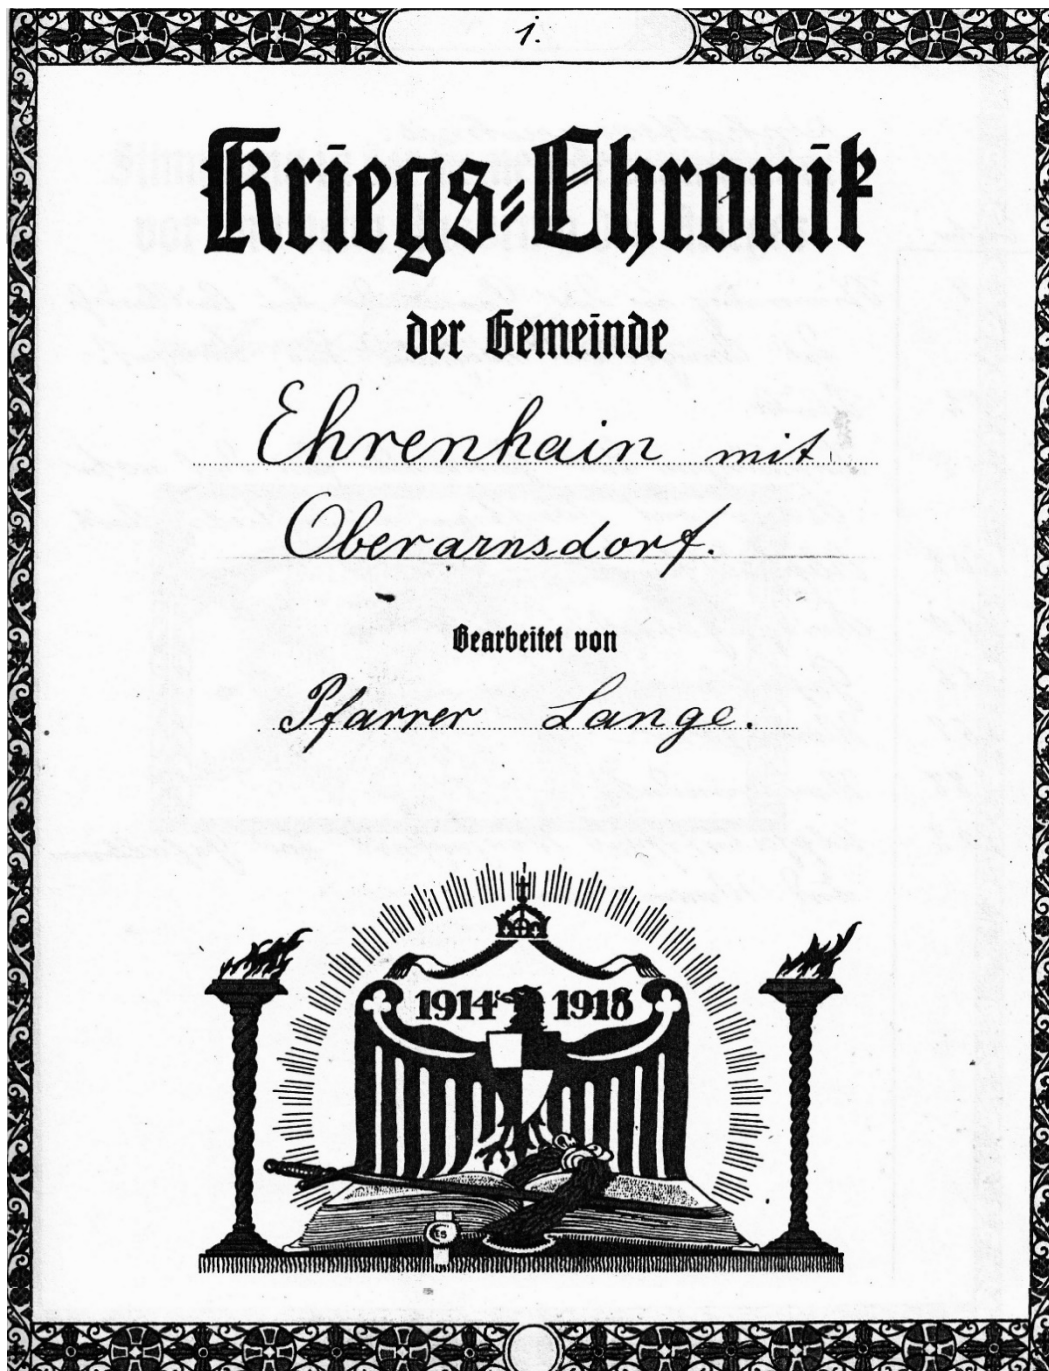 1.
Kriegs=Chronik
der Gemeinde
Ehrenhain mit
Oberarnsdorf.
Bearbeitet von
Pfarrer Lange.
1914 1918